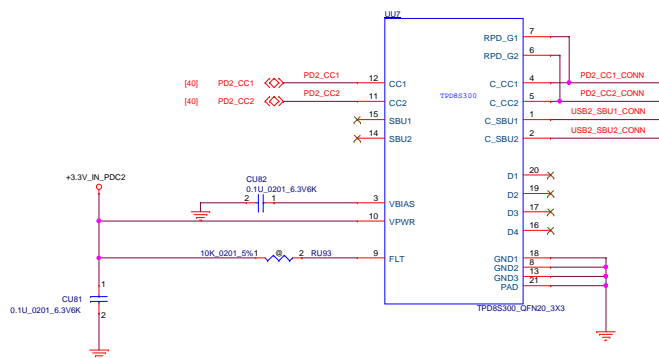 UU7
7
RPD_G1
6
RPD_G2
[40] PD2_CC1 PD2_CC1 12 CC1 C_CC1 4 PD2_CC1_CONN
TPD8S300
[40] PD2_CC2 PD2_CC2 11 CC2 C_CC2 5 PD2_CC2_CONN
15 SBU1 C_SBU1 1 USB2_SBU1_CONN
14 SBU2 C_SBU2 2 USB2_SBU2_CONN
+3.3V_IN_PDC2
D1 20
CU82
0.1U_0201_6.3V6K
D2 19
2 1 3 VBIAS
D3 17
10 VPWR
D4 16
10K_0201_5% 1 @ 2 RU93 9 FLT
GND1 18
GND2 8
GND3 13
PAD 21
1
CU81
0.1U_0201_6.3V6K
2
TPD8S300_QFN20_3X3